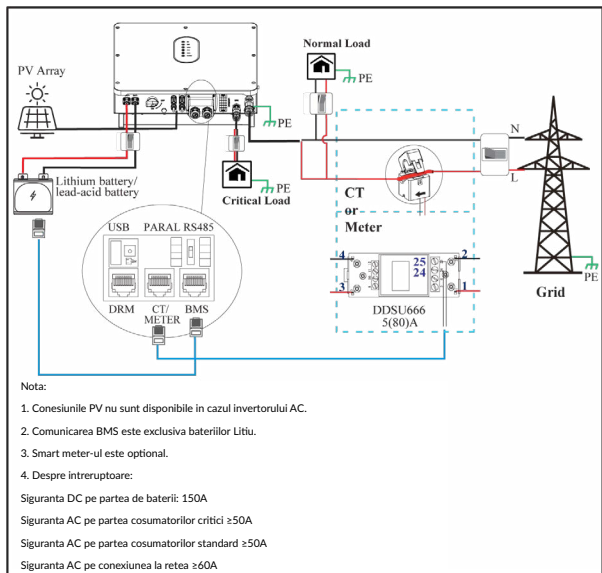 Normal Load
PE
PV Array
PE
N
Lithium battery/
lead-acid battery
PE
Critical Load
CT
or
Meter
L
USB
PARAL
RS485
DRM
CT/
METER
BMS
4
3
25
24
2
1
DDSU666
5(80)A
PE
Grid
Nota:
1. Conesiunile PV nu sunt disponibile in cazul invertorului AC.
2. Comunicarea BMS este exclusiva bateriilor Litiu.
3. Smart meter-ul este optional.
4. Despre intreruptoare:
Siguranta DC pe partea de baterii: 150A
Siguranta AC pe partea cosumatorilor critici ≥50A
Siguranta AC pe partea cosumatorilor standard ≥50A
Siguranta AC pe conexiunea la retea ≥60A